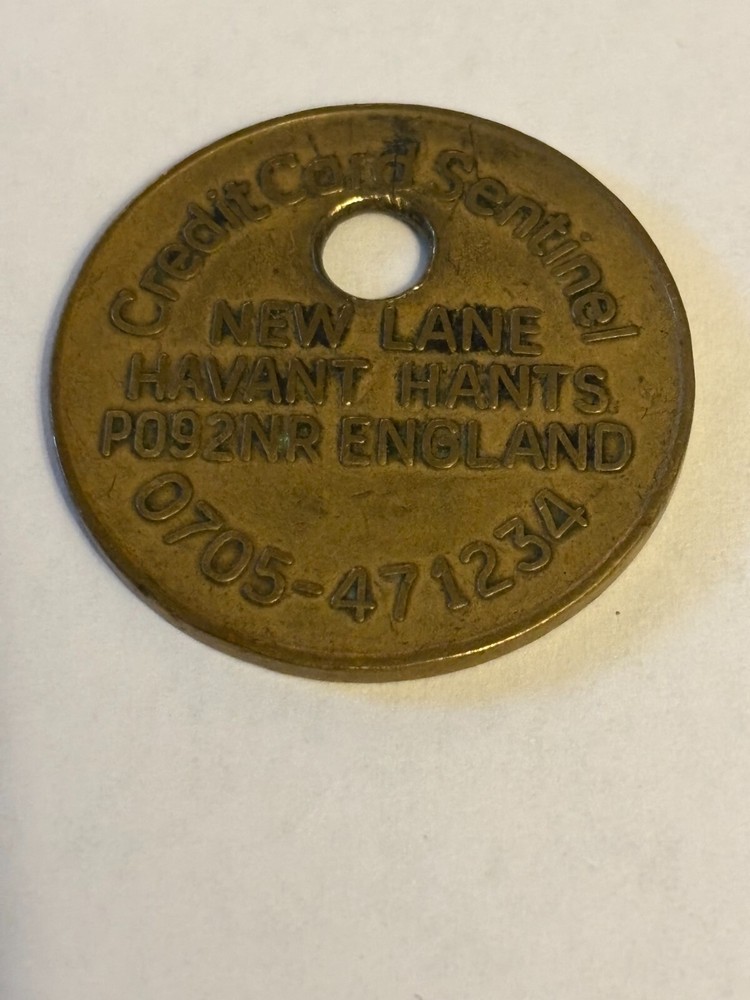 Credit Card Sentinel
NEW LANE
HAVANT HANTS.
PO92NR ENGLAND
0705-471234